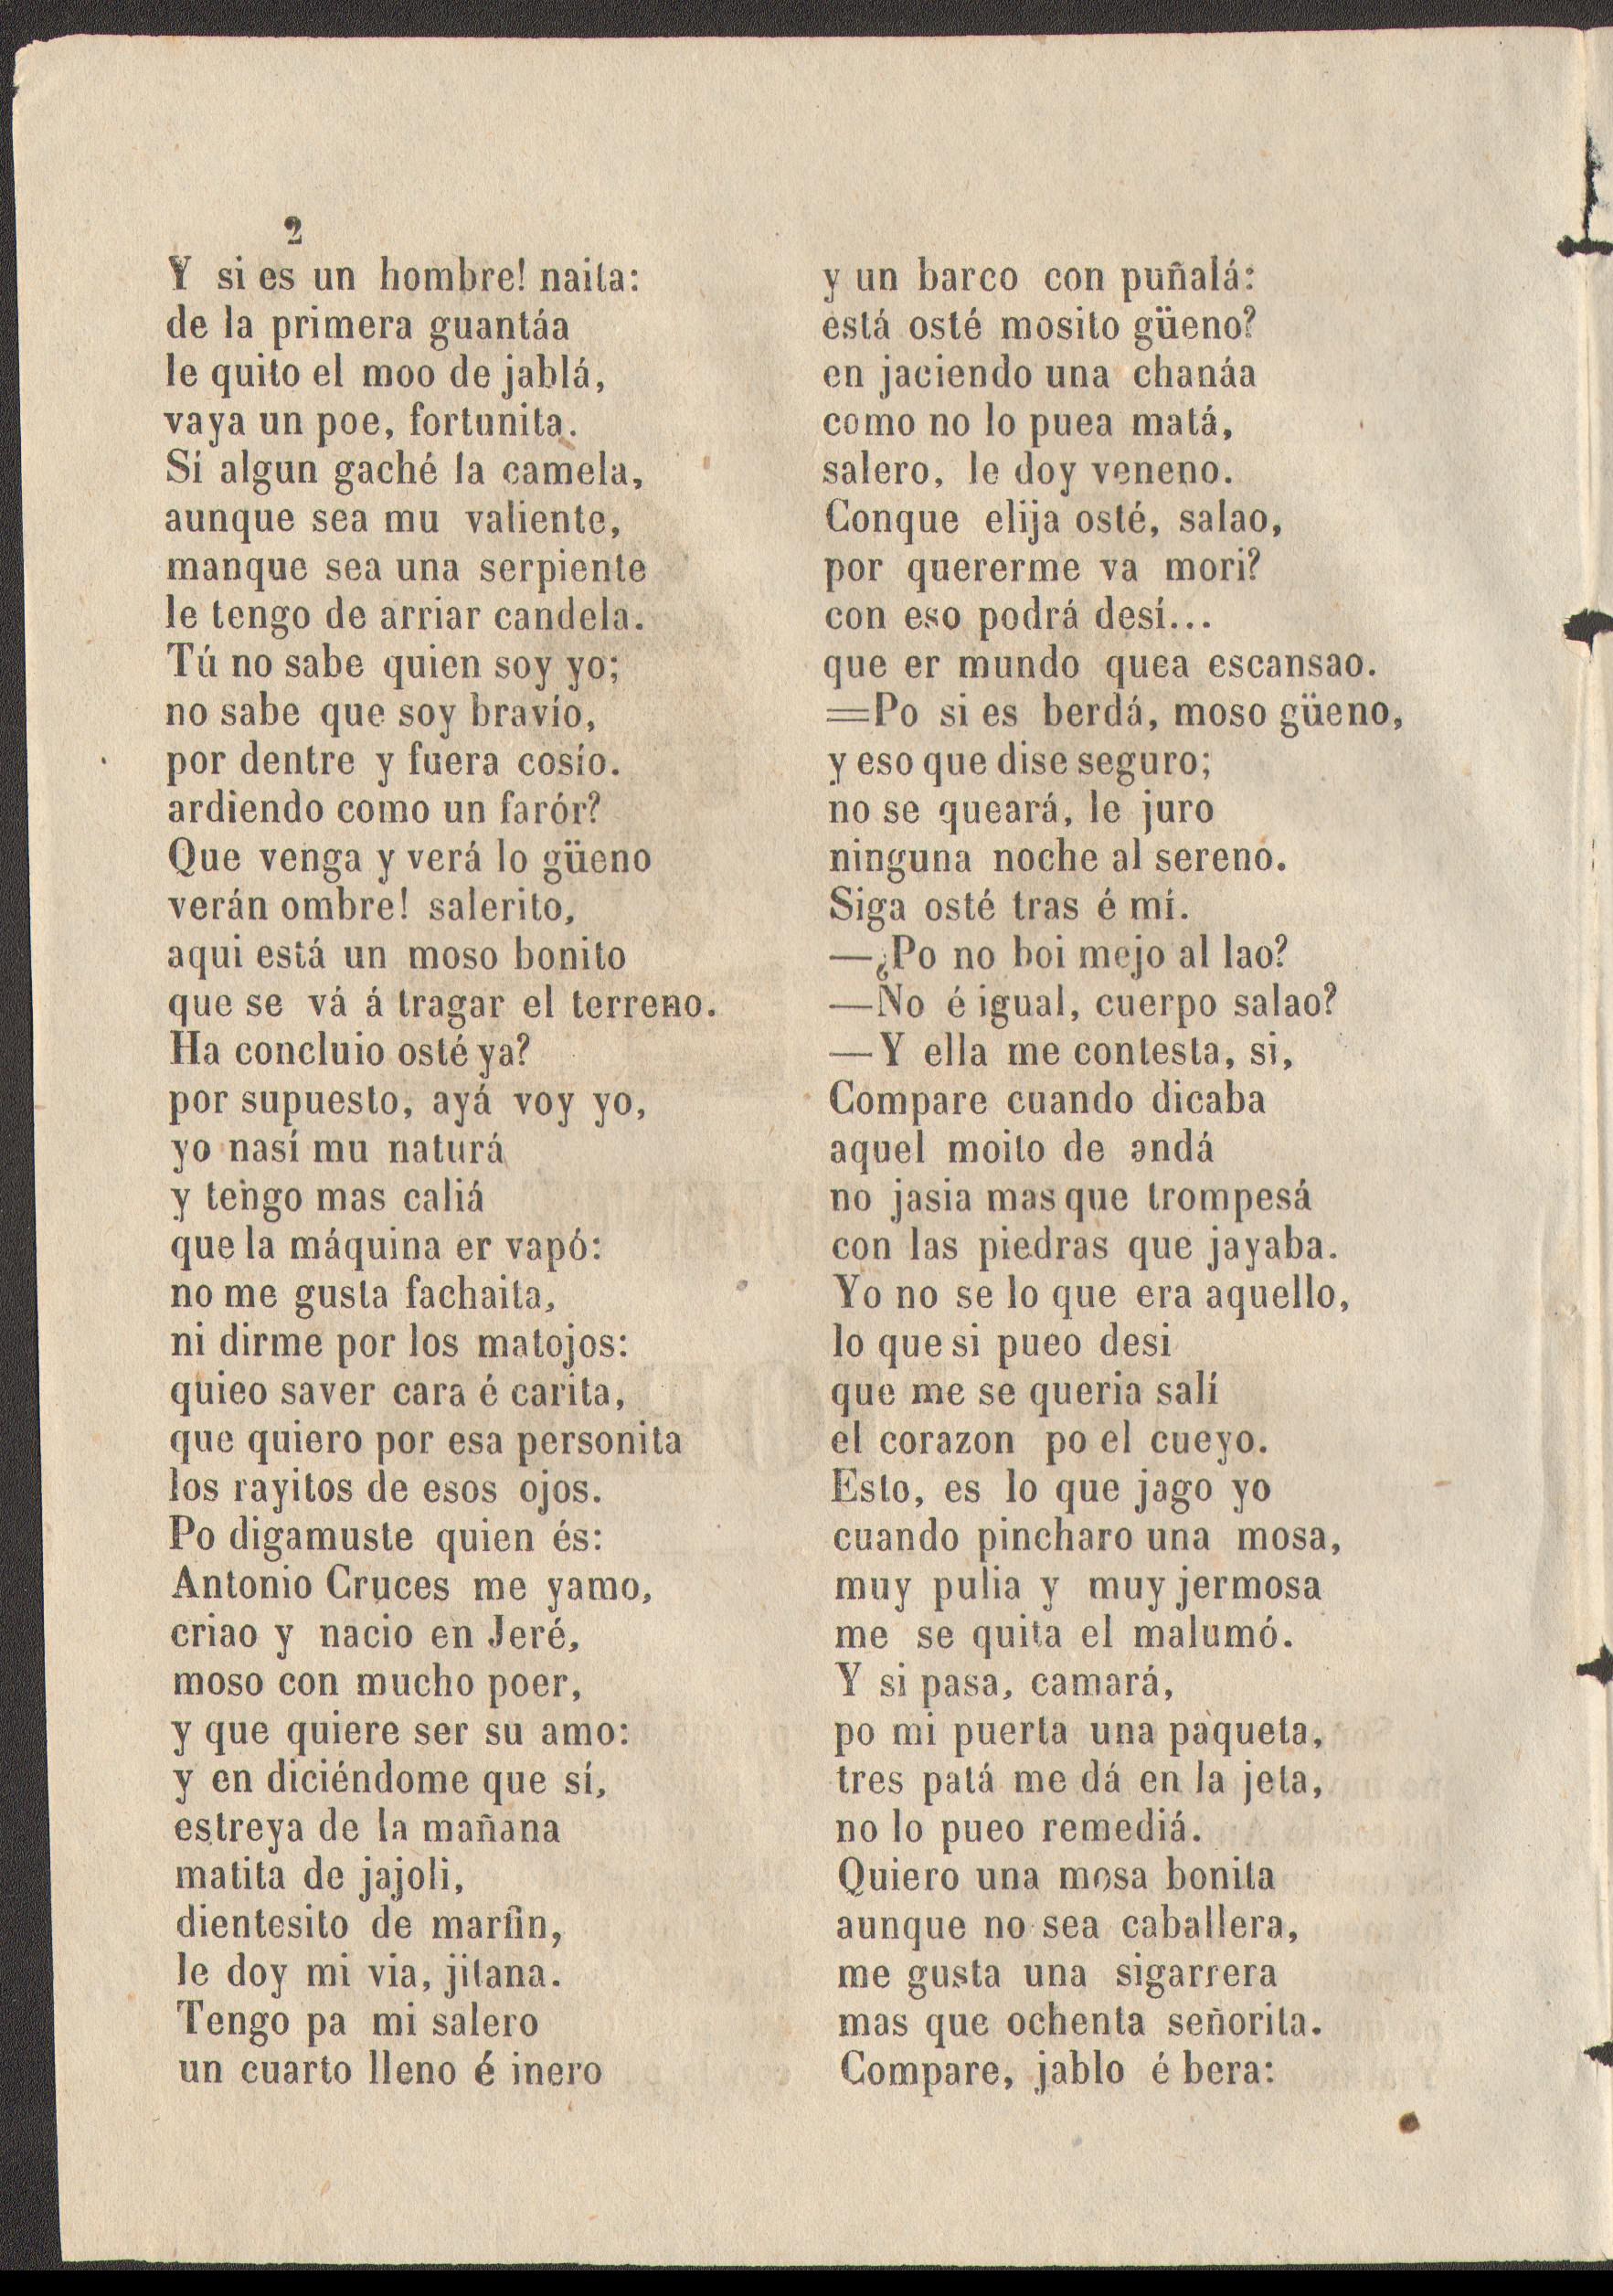 2
Y si es un hombre! naita:
de la primera guantáa
le quito el moo de jablá,
vaya un poe, fortunita.
Sí algun gaché la camela,
aunque sea mu valiente,
manque sea una serpiente
le tengo de arriar candela.
Tú no sabe quien soy yo;
no sabe que soy bravío,
por dentre y fuera cosío.
ardiendo como un farór?
Que venga y verá lo güeno
verán ombre! salerito,
aqui está un moso bonito
que se vá á tragar el terreno.
Ha concluio osté ya?
por supuesto, ayá voy yo,
yo nasí mu naturá
y tengo mas caliá
que la máquina er vapó:
no me gusta fachaita,
ni dirme por los matojos:
quieo saver cara é carita,
que quiero por esa personita
los rayitos de esos ojos.
Po digamuste quien és:
Antonio Cruces me yamo,
criao y nacio en Jeré,
moso con mucho poer,
y que quiere ser su amo:
y en diciéndome que sí,
estreya de la mañana
matita de jajoli,
dientesito de marfin,
le doy mi via, jitana.
Tengo pa mi salero
un cuarto lleno é inero
y un barco con puñalá:
está osté mosito güeno?
en jaciendo una chanáa
como no lo puea matá,
salero, le doy veneno.
Conque elija osté, salao,
por quererme va mori?
con eso podrá desí...
que er mundo quea escansao.
=Po si es berdá, moso güeno,
y eso que dise seguro;
no se queará, le juro
ninguna noche al sereno.
Siga osté tras é mí.
—¿Po no boi mejo al lao?
—No é igual, cuerpo salao?
—Y ella me contesta, si,
Compare cuando dicaba
aquel moito de andá
no jasia mas que trompesá
con las piedras que jayaba.
Yo no se lo que era aquello,
lo que si pueo desi
que me se queria salí
el corazon po el cueyo.
Esto, es lo que jago yo
cuando pincharo una mosa,
muy pulia y muy jermosa
me se quita el malumó.
Y si pasa, camará,
po mi puerta una paqueta,
tres patá me dá en la jeta,
no lo pueo remediá.
Quiero una mosa bonita
aunque no sea caballera,
me gusta una sigarrera
mas que ochenta señorita.
Compare, jablo é bera: